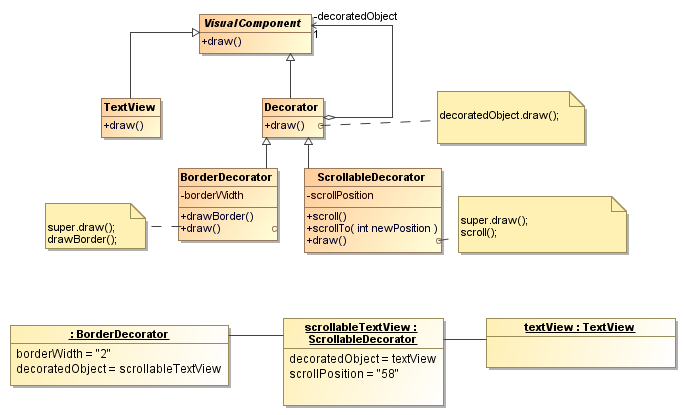 VisualComponent
-decoratedObject
1
+draw()
TextView
+draw()
Decorator
+draw()
decoratedObject.draw();
BorderDecorator
-borderWidth
+drawBorder()
+draw()
ScrollableDecorator
-scrollPosition
+scroll()
+scrollTo( int newPosition )
+draw()
super.draw();
drawBorder();
super.draw();
scroll();
: BorderDecorator
borderWidth = "2"
decoratedObject = scrollableTextView
scrollableTextView :
ScrollableDecorator
decoratedObject = textView
scrollPosition = "58"
textView : TextView